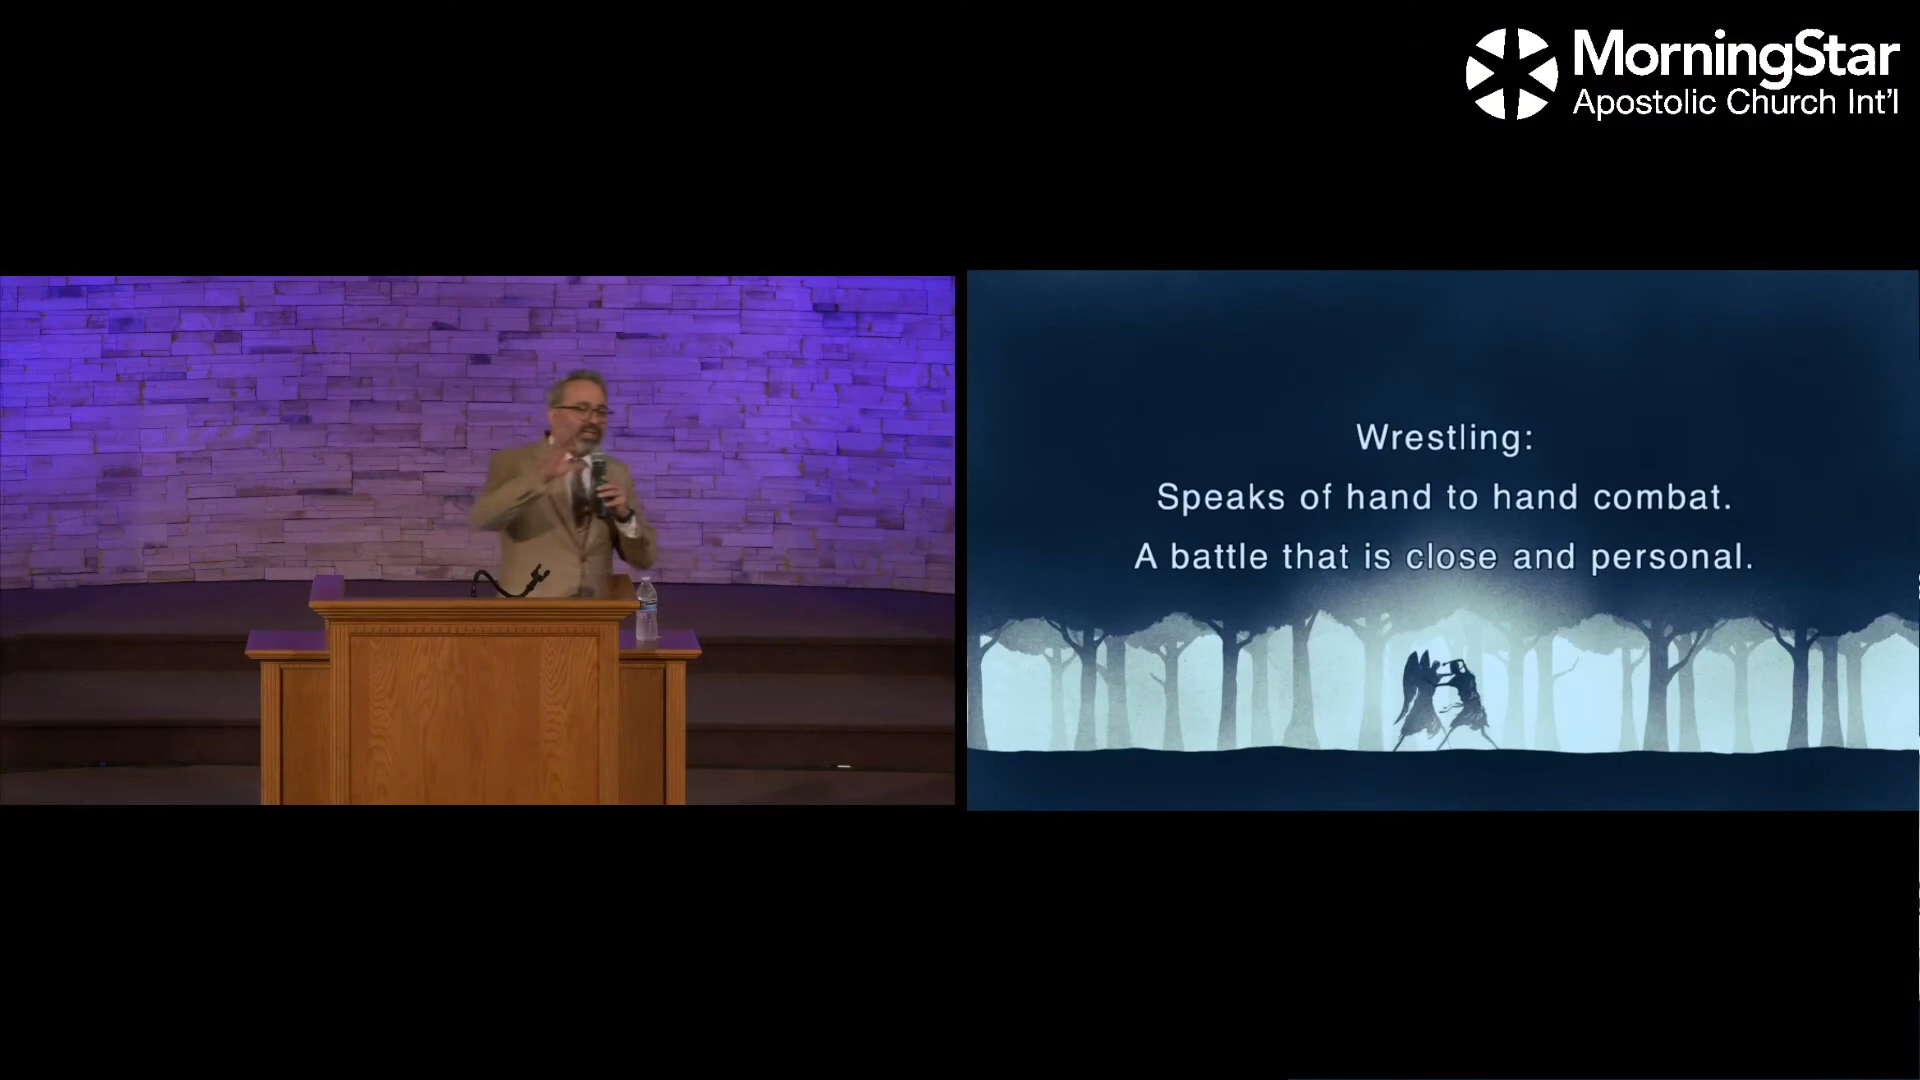 MorningStar
Apostolic Church Int'l
Wrestling:
Speaks of hand to hand combat.
A battle that is close and personal.